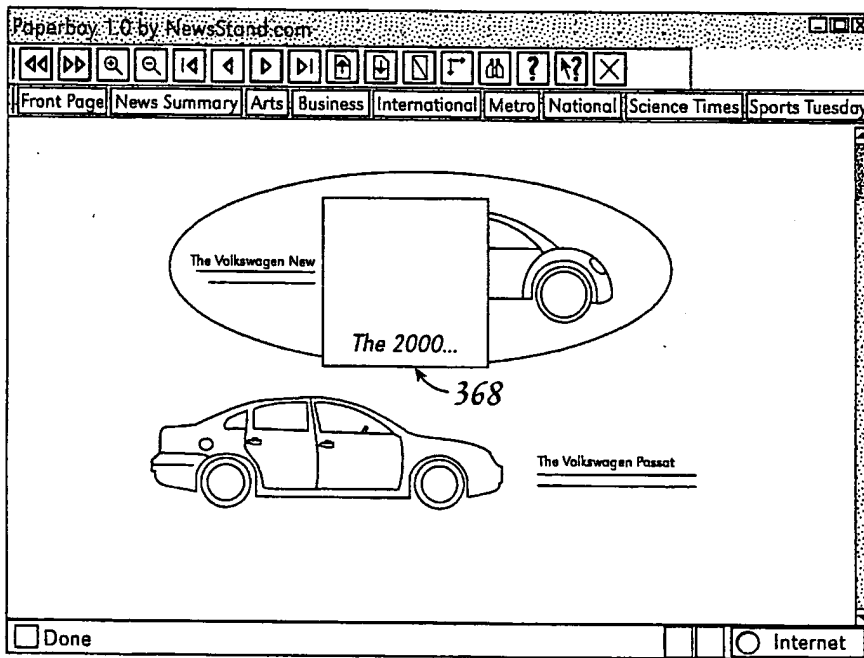 Paperboy 1.0 by NewsStand.com
? ?
Front Page News Summary Arts Business International Metro National Science Times Sports Tuesday
The Volkswagen New
The 2000...
368
The Volkswagen Passat
Done Internet